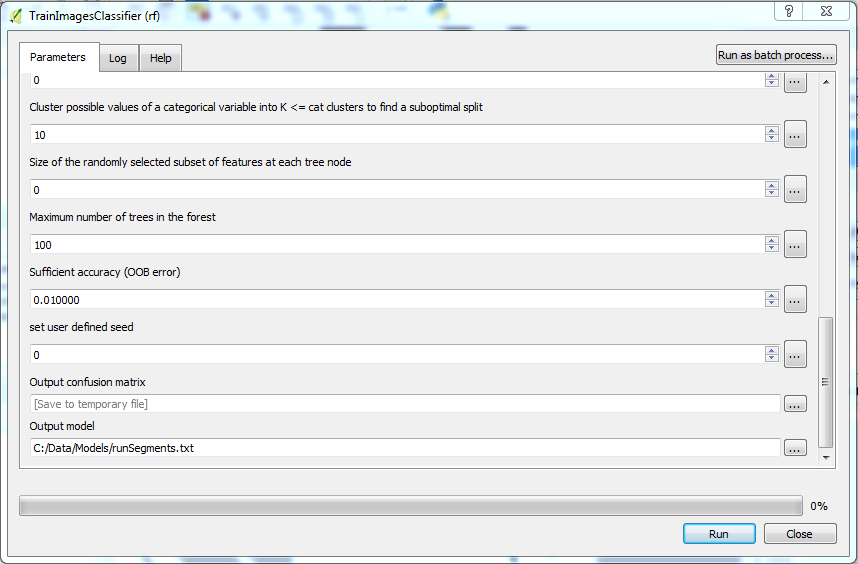 TrainImagesClassifier (rf)
Parameters Log Help Run as batch process...
0 ...
Cluster possible values of a categorical variable into K <= cat clusters to find a suboptimal split
10 ...
Size of the randomly selected subset of features at each tree node
0 ...
Maximum number of trees in the forest
100 ...
Sufficient accuracy (OOB error)
0.010000 ...
set user defined seed
0 ...
Output confusion matrix
[Save to temporary file] ...
Output model
C:/Data/Models/runSegments.txt ...
0%
Run Close